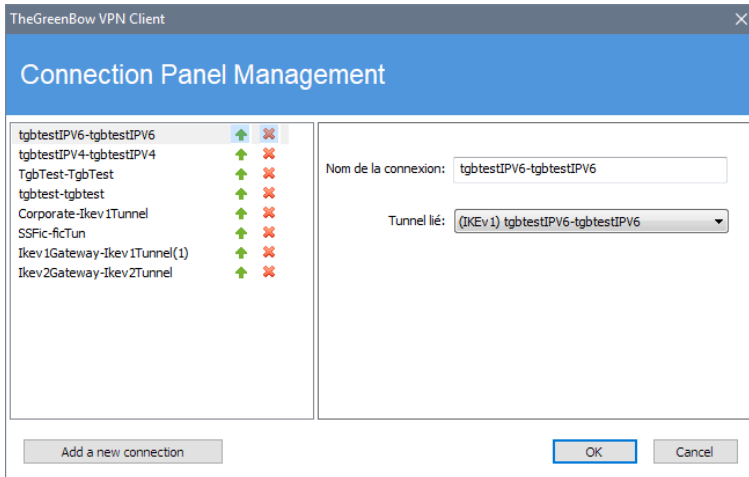 TheGreenBow VPN Client
Connection Panel Management
tgbtestIPV6-tgbtestIPV6
tgbtestIPV4-tgbtestIPV4
TgbTest-TgbTest
tgbtest-tgbtest
Corporate-Ikev1Tunnel
SSFic-ficTun
Ikev1Gateway-Ikev1Tunnel(1)
Ikev2Gateway-Ikev2Tunnel
Nom de la connexion: tgbtestIPV6-tgbtestIPV6
Tunnel lié: (IKEv1) tgbtestIPV6-tgbtestIPV6
Add a new connection
OK
Cancel